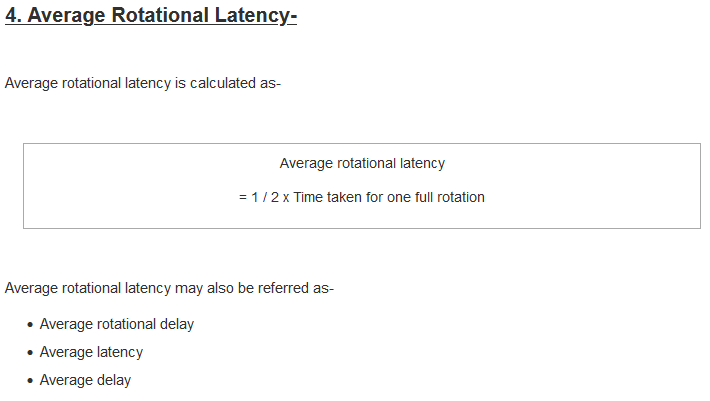 4. Average Rotational Latency-
Average rotational latency is calculated as-
Average rotational latency
= 1 / 2 x Time taken for one full rotation
Average rotational latency may also be referred as-
• Average rotational delay
• Average latency
• Average delay